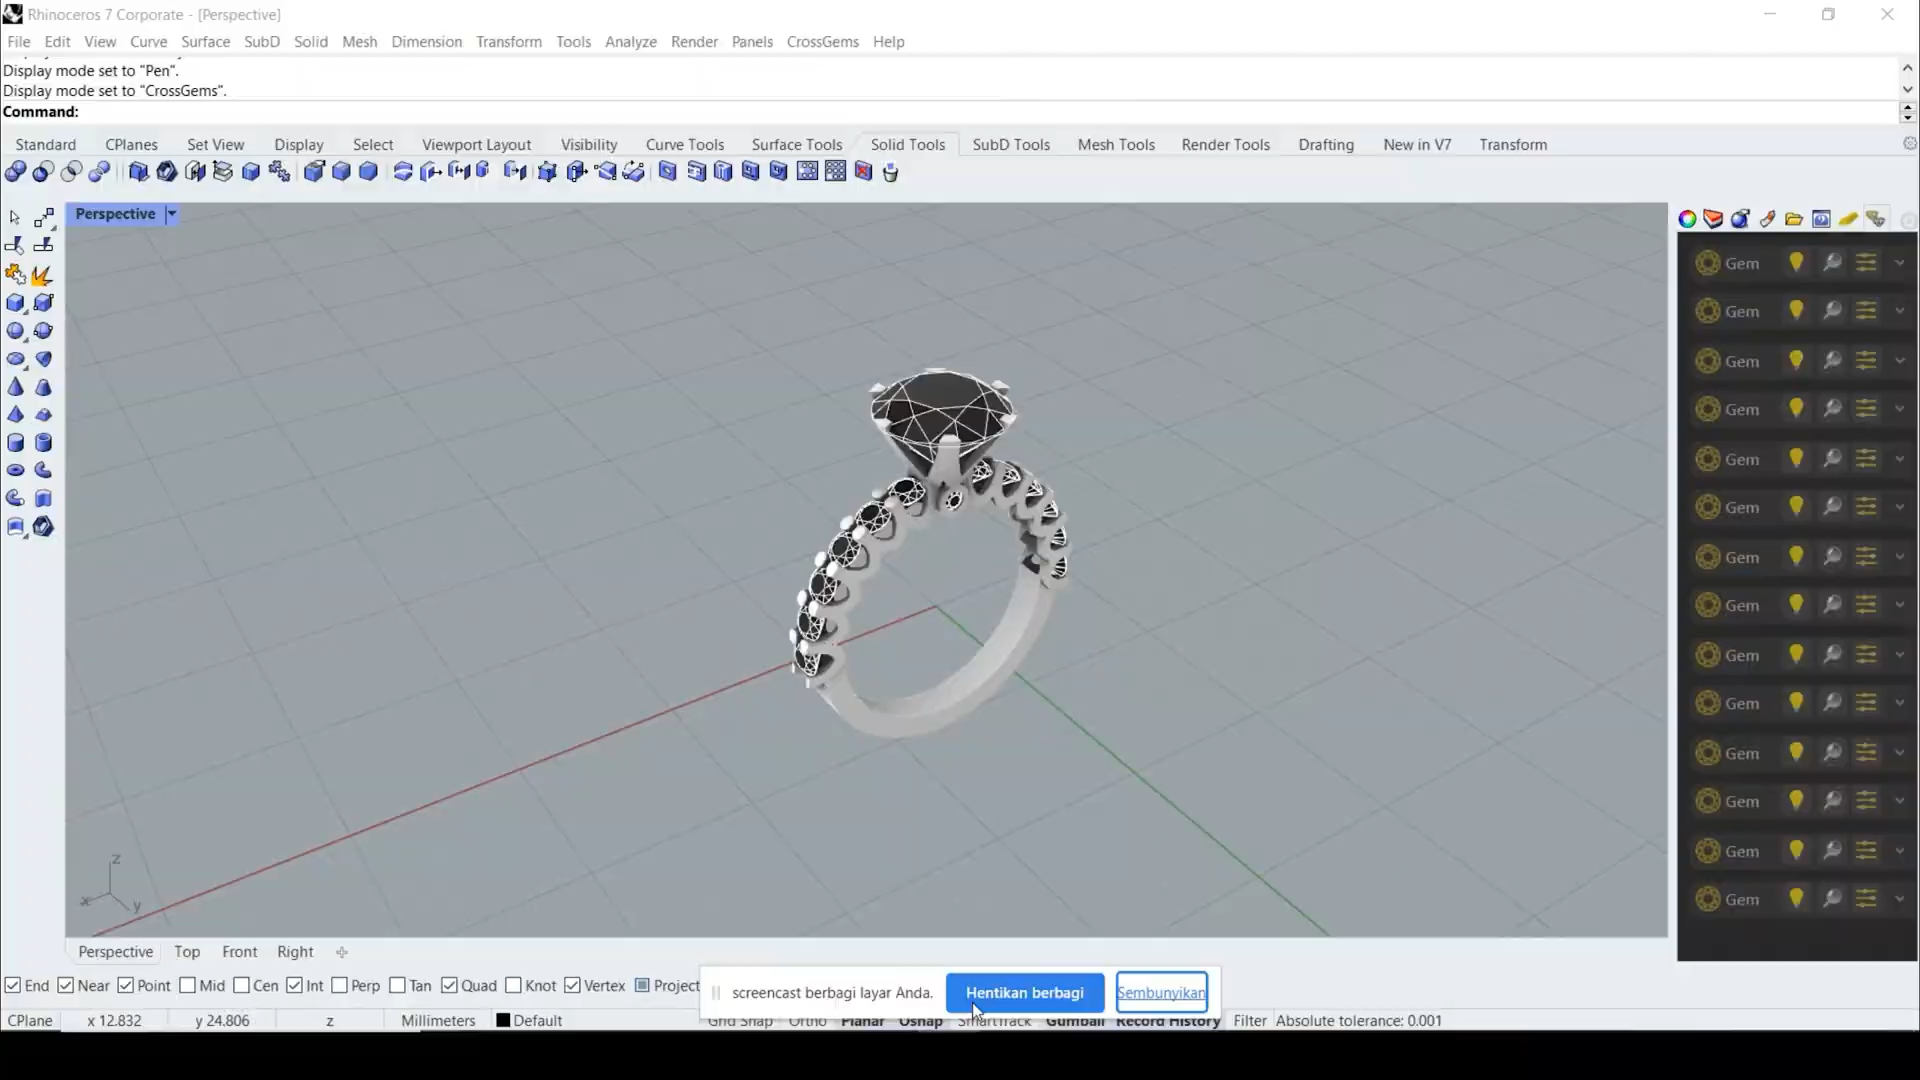 Rhinoceros 7 Corporate - [Perspective]
File Edit View Curve Surface SubD Solid Mesh Dimension Transform Tools Analyze Render Panels CrossGems Help
Display mode set to "Pen".
Display mode set to "CrossGems".
Command:
Standard CPlanes Set View Display Select Viewport Layout Visibility Curve Tools Surface Tools Solid Tools SubD Tools Mesh Tools Render Tools Drafting New in V7 Transform
Perspective
Gem
Gem
Gem
Gem
Gem
Gem
Gem
Gem
Gem
Gem
Gem
Gem
Gem
Gem
z
x
y
Perspective Top Front Right
End Near Point Mid Cen Int Perp Tan Quad Knot Vertex Project
screencast berbagi layar Anda. Hentikan berbagi Sembunyikan
CPlane x 12.832 y 24.806 z Millimeters Default Grid Snap Ortho Planar Osnap SmartTrack Gumball Record History Filter Absolute tolerance: 0.001